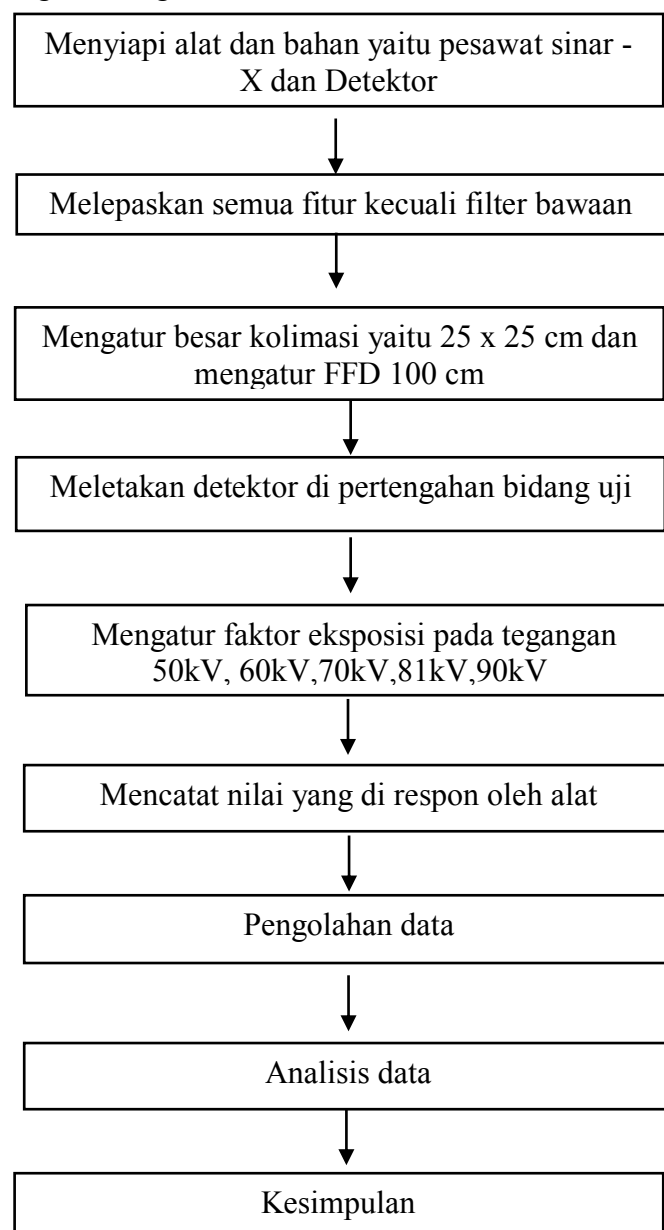 Menyiapi alat dan bahan yaitu pesawat sinar -
X dan Detektor
Melepaskan semua fitur kecuali filter bawaan
Mengatur besar kolimasi yaitu 25 x 25 cm dan
mengatur FFD 100 cm
Meletakan detektor di pertengahan bidang uji
Mengatur faktor eksposisi pada tegangan
50kV, 60kV,70kV,81kV,90kV
Mencatat nilai yang di respon oleh alat
Pengolahan data
Analisis data
Kesimpulan